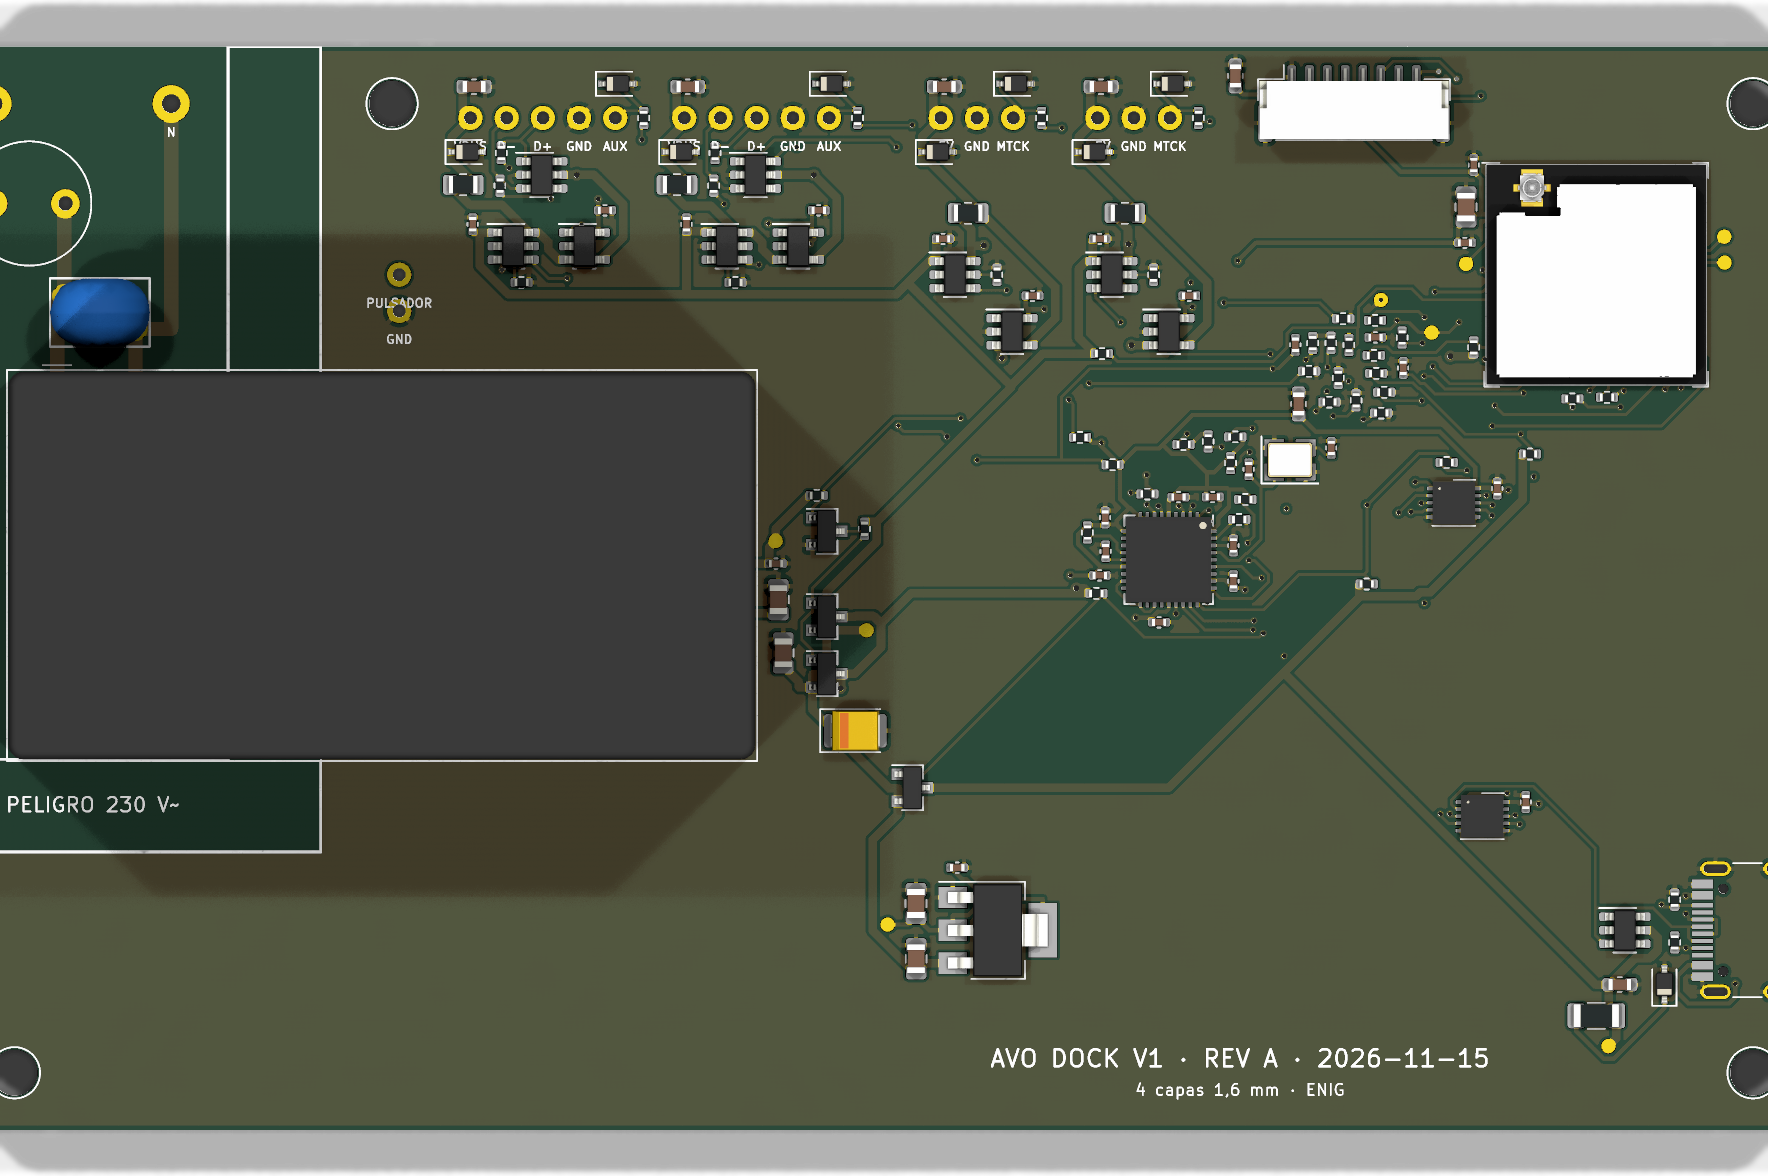 N
D+ GND AUX
D+ GND AUX
GND MTCK
GND MTCK
PULSADOR
GND
PELIGRO 230 V~
AVO DOCK V1 · REV A · 2026-11-15
4 capas 1,6 mm · ENIG